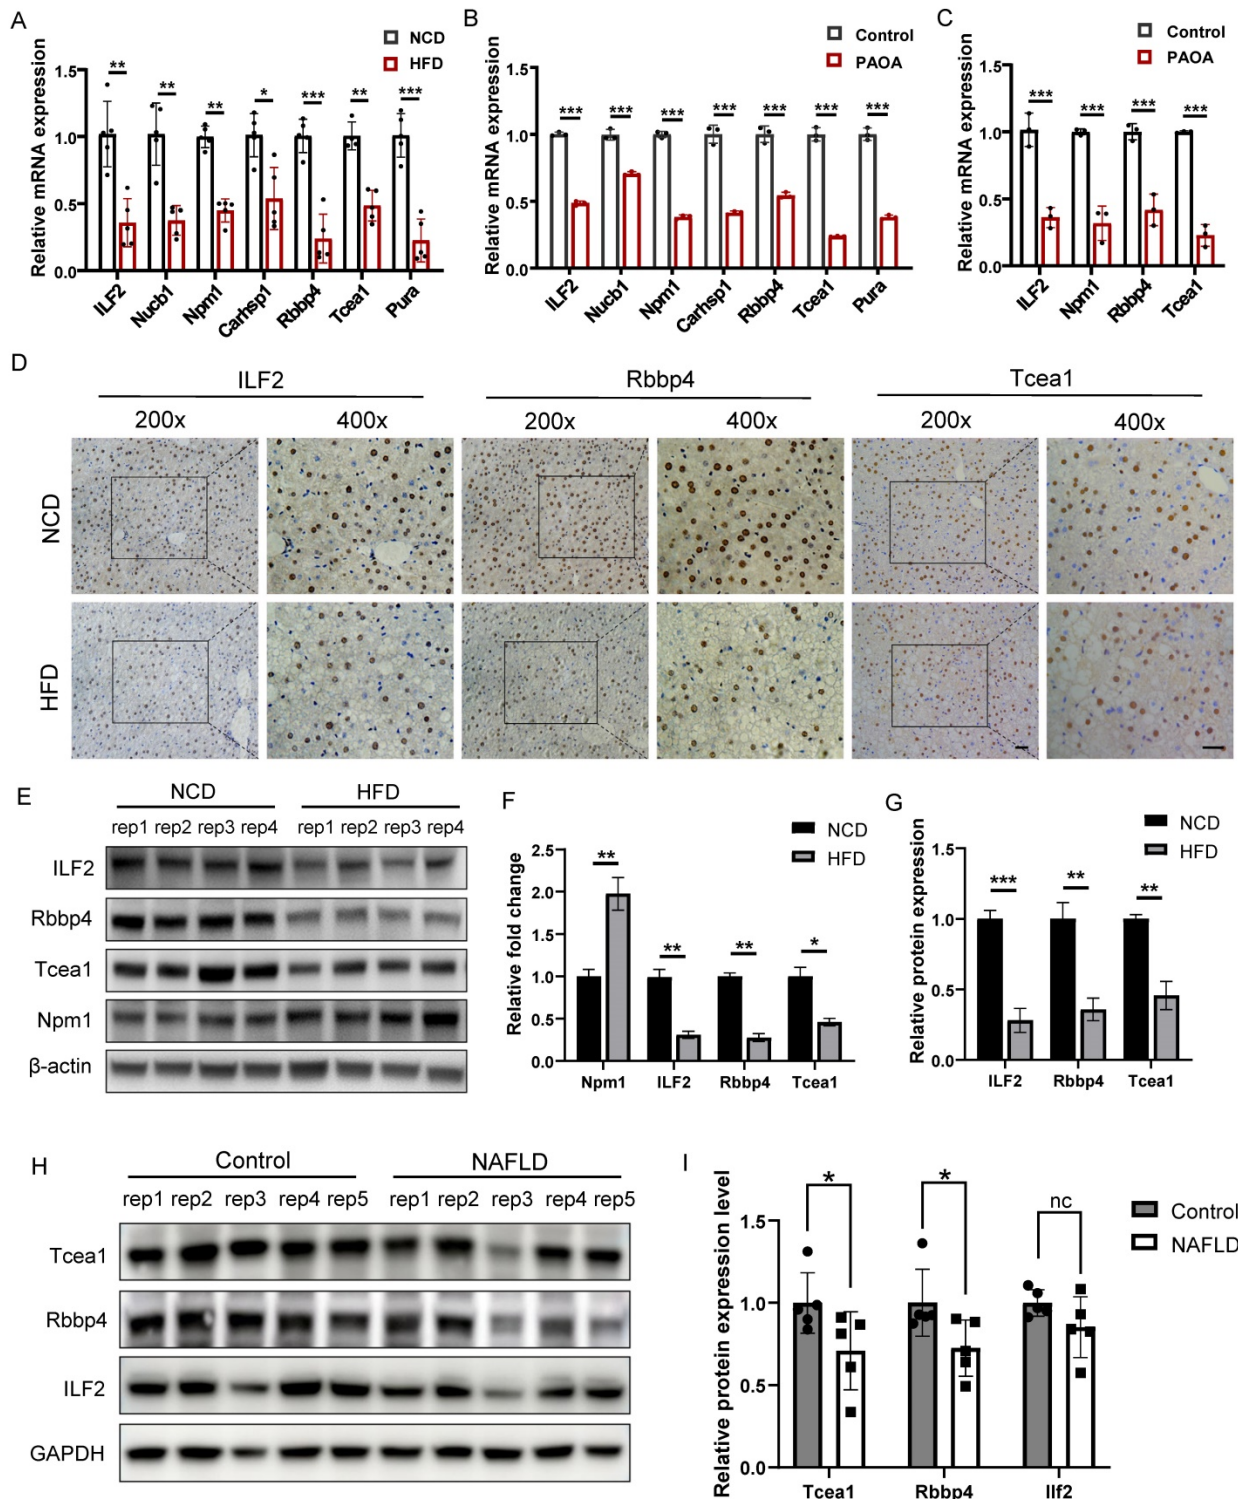 A
NCD
HFD
Relative mRNA expression
1.5
1.0
0.5
0.0
** ** ** * *** ** ***
ILF2 Nucb1 Npm1 Carhsp1 Rbbp4 Tcea1 Pura
B
Control
PAOA
Relative mRNA expression
1.5
1.0
0.5
0.0
*** *** *** *** *** *** ***
ILF2 Nucb1 Npm1 Carhsp1 Rbbp4 Tcea1 Pura
C
Control
PAOA
Relative mRNA expression
1.5
1.0
0.5
0.0
*** *** *** ***
ILF2 Npm1 Rbbp4 Tcea1
D
ILF2 Rbbp4 Tcea1
200x 400x 200x 400x 200x 400x
NCD
HFD
E
NCD HFD
rep1 rep2 rep3 rep4 rep1 rep2 rep3 rep4
ILF2
Rbbp4
Tcea1
Npm1
β-actin
F
NCD
HFD
Relative fold change
2.5
2.0
1.5
1.0
0.5
0.0
** ** ** *
Npm1 ILF2 Rbbp4 Tcea1
G
NCD
HFD
Relative protein expression
1.5
1.0
0.5
0.0
*** ** **
ILF2 Rbbp4 Tcea1
H
Control NAFLD
rep1 rep2 rep3 rep4 rep5 rep1 rep2 rep3 rep4 rep5
Tcea1
Rbbp4
ILF2
GAPDH
I
Control
NAFLD
Relative protein expression level
1.5
1.0
0.5
0.0
* * nc
Tcea1 Rbbp4 Ilf2